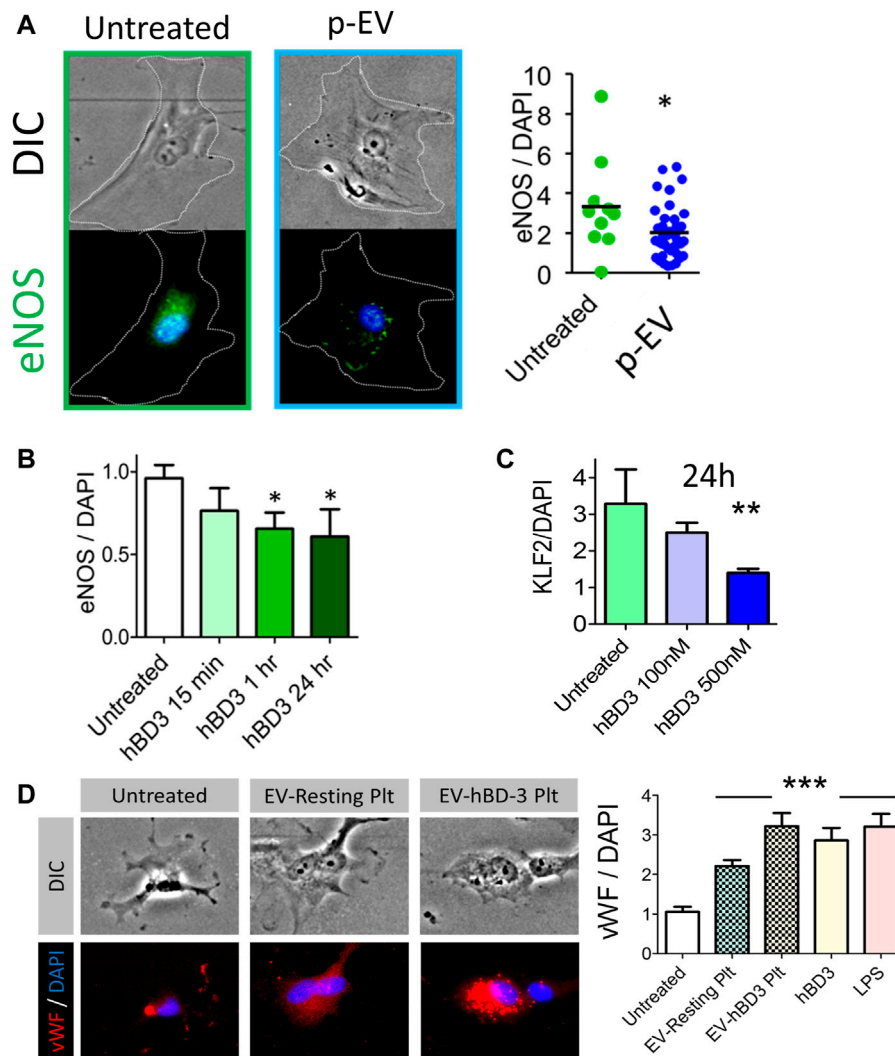 A
Untreated
p-EV
DIC
eNOS
eNOS / DAPI
10
8
6
4
2
0
*
Untreated
p-EV
B
eNOS / DAPI
1.0
0.5
0.0
*
*
Untreated
hBD3 15 min
hBD3 1 hr
hBD3 24 hr
C
KLF2/DAPI
4
3
2
1
0
24h
**
Untreated
hBD3 100nM
hBD3 500nM
D
Untreated
EV-Resting Plt
EV-hBD-3 Plt
DIC
vWF / DAPI
vWF / DAPI
4
3
2
1
0
***
Untreated
EV-Resting Plt
EV-hBD3 Plt
hBD3
LPS